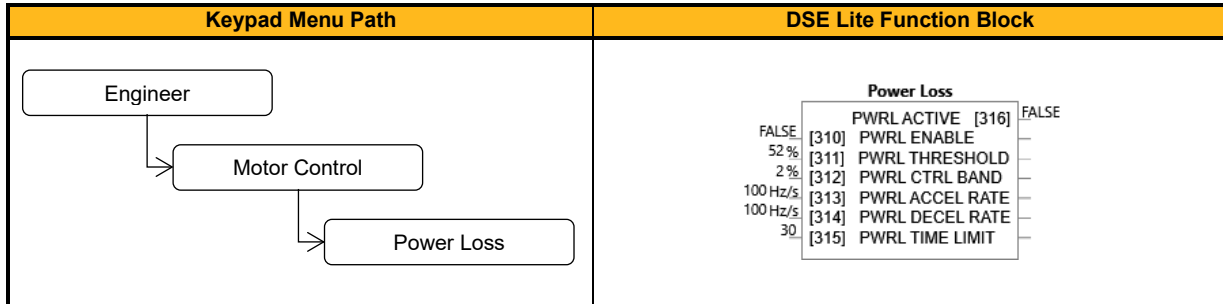 Keypad Menu Path
DSE Lite Function Block
Engineer
Motor Control
Power Loss
Power Loss
PWRL ACTIVE [316] FALSE
FALSE [310] PWRL ENABLE
52 % [311] PWRL THRESHOLD
2 % [312] PWRL CTRL BAND
100 Hz/s [313] PWRL ACCEL RATE
100 Hz/s [314] PWRL DECEL RATE
30 [315] PWRL TIME LIMIT